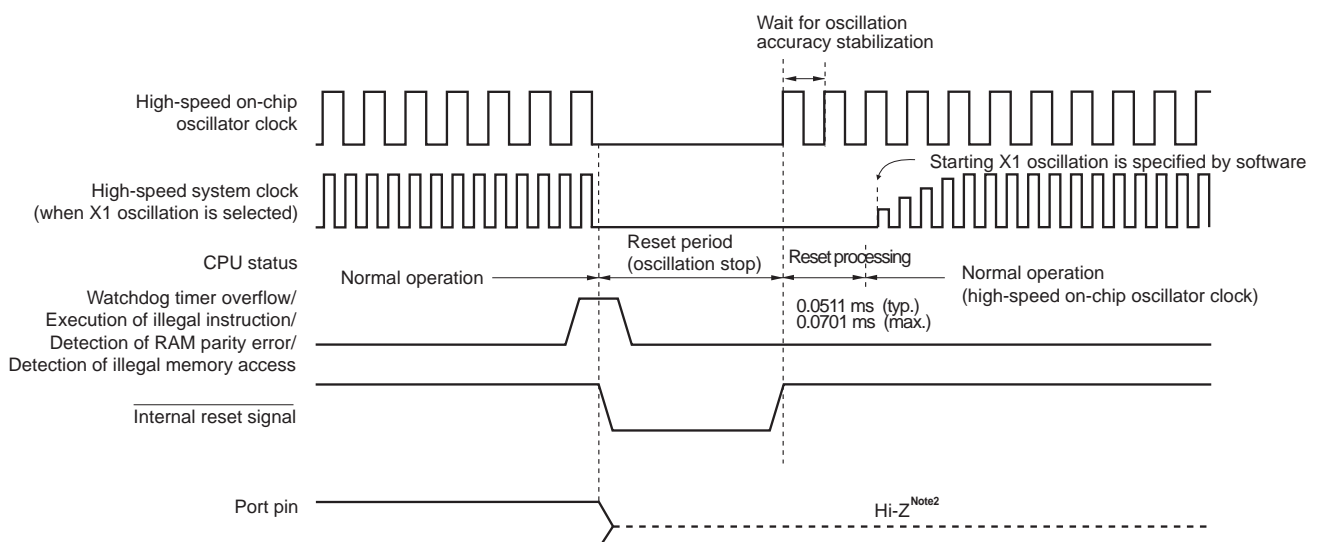 Wait for oscillation
accuracy stabilization
High-speed on-chip
oscillator clock
Starting X1 oscillation is specified by software
High-speed system clock
(when X1 oscillation is selected)
CPU status
Normal operation
Reset period
(oscillation stop)
Reset processing
Normal operation
(high-speed on-chip oscillator clock)
0.0511 ms (typ.)
0.0701 ms (max.)
Watchdog timer overflow/
Execution of illegal instruction/
Detection of RAM parity error/
Detection of illegal memory access
Internal reset signal
Port pin
Hi-Z Note2